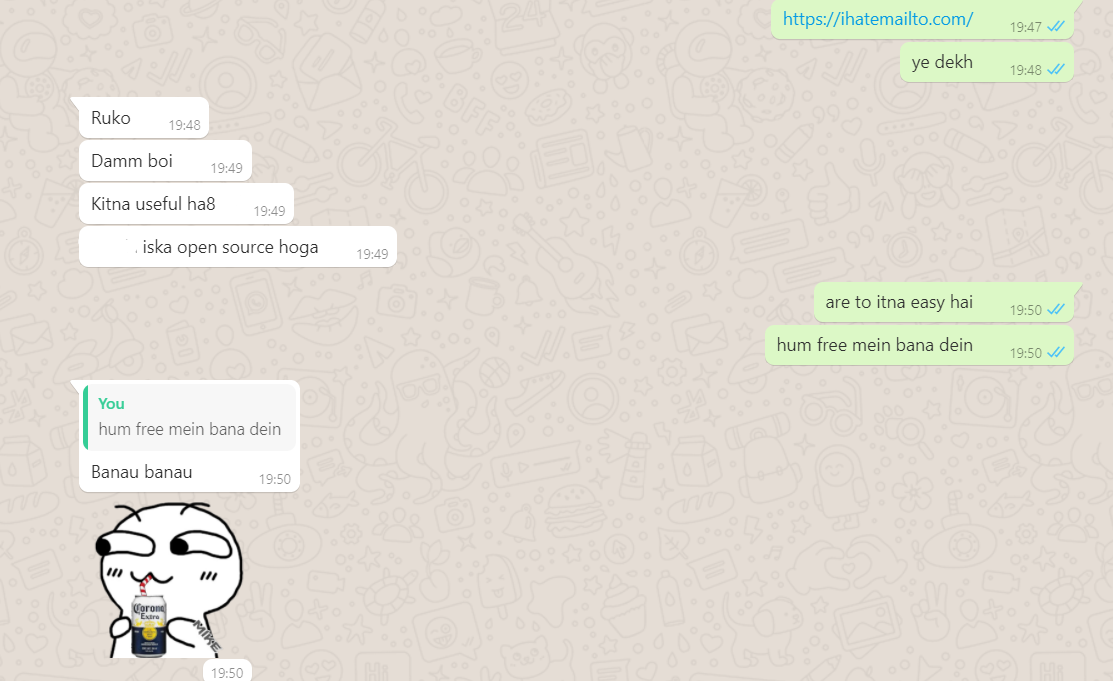 https://ihatemailto.com/
19:47
ye dekh
19:48
Ruko
19:48
Damm boi
19:49
Kitna useful ha8
19:49
iska open source hoga
19:49
are to itna easy hai
19:50
hum free mein bana dein
19:50
You
hum free mein bana dein
Banau banau
19:50
Corona
Extra
MIKE
19:50